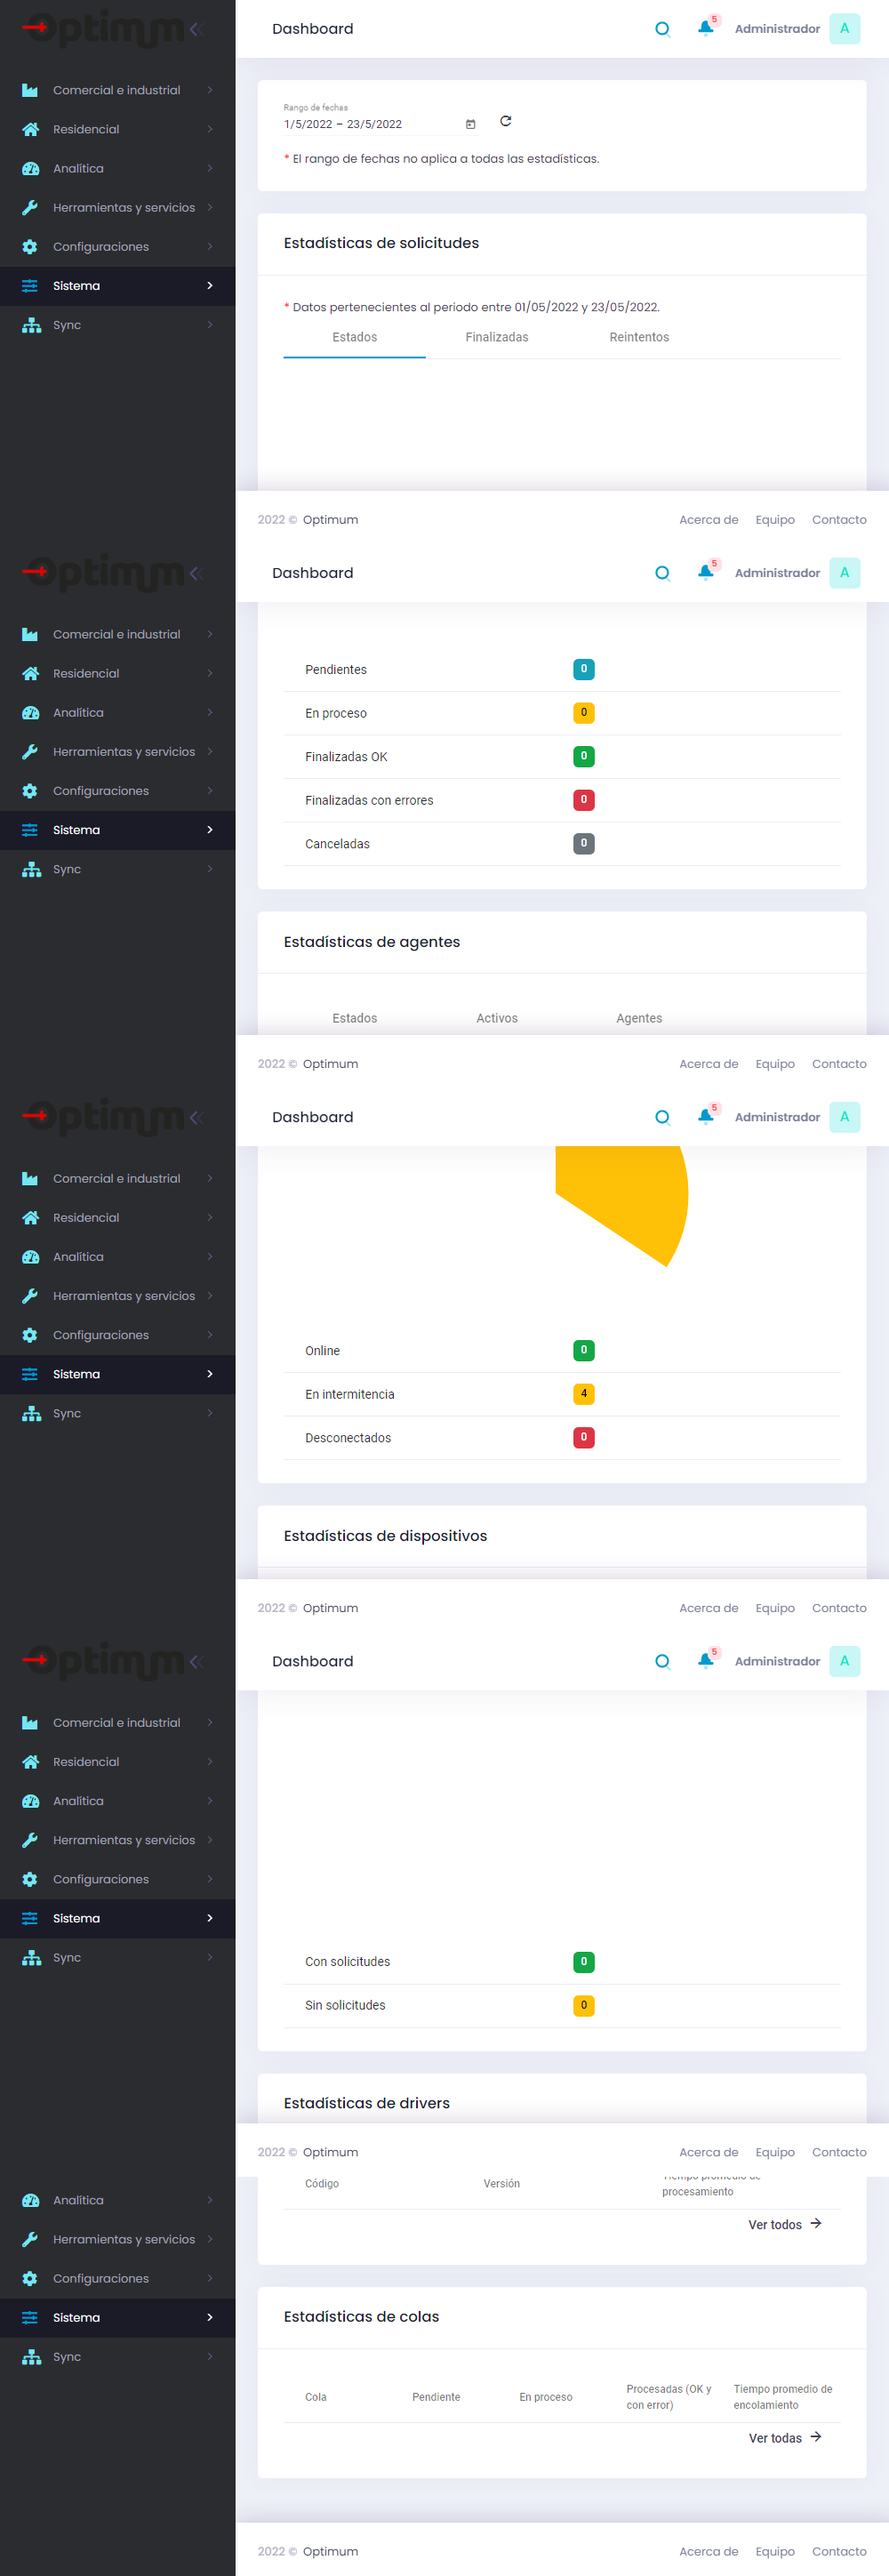 Optimum
Dashboard
5
Administrador
A
Comercial e industrial
Residencial
Analítica
Herramientas y servicios
Configuraciones
Sistema
Sync
Rango de fechas
1/5/2022 – 23/5/2022
* El rango de fechas no aplica a todas las estadísticas.
Estadísticas de solicitudes
* Datos pertenecientes al periodo entre 01/05/2022 y 23/05/2022.
Estados Finalizadas Reintentos
2022 © Optimum
Acerca de Equipo Contacto
Optimum
Dashboard
5
Administrador
A
Comercial e industrial
Residencial
Analítica
Herramientas y servicios
Configuraciones
Sistema
Sync
Pendientes 0
En proceso 0
Finalizadas OK 0
Finalizadas con errores 0
Canceladas 0
Estadísticas de agentes
Estados Activos Agentes
2022 © Optimum
Acerca de Equipo Contacto
Optimum
Dashboard
5
Administrador
A
Comercial e industrial
Residencial
Analítica
Herramientas y servicios
Configuraciones
Sistema
Sync
Online 0
En intermitencia 4
Desconectados 0
Estadísticas de dispositivos
2022 © Optimum
Acerca de Equipo Contacto
Optimum
Dashboard
5
Administrador
A
Comercial e industrial
Residencial
Analítica
Herramientas y servicios
Configuraciones
Sistema
Sync
Con solicitudes 0
Sin solicitudes 0
Estadísticas de drivers
2022 © Optimum
Acerca de Equipo Contacto
Analítica
Herramientas y servicios
Configuraciones
Sistema
Sync
Código Versión Tiempo promedio de
procesamiento
Ver todos
Estadísticas de colas
Cola Pendiente En proceso Procesadas (OK y
con error) Tiempo promedio de
encolamiento
Ver todas
2022 © Optimum
Acerca de Equipo Contacto